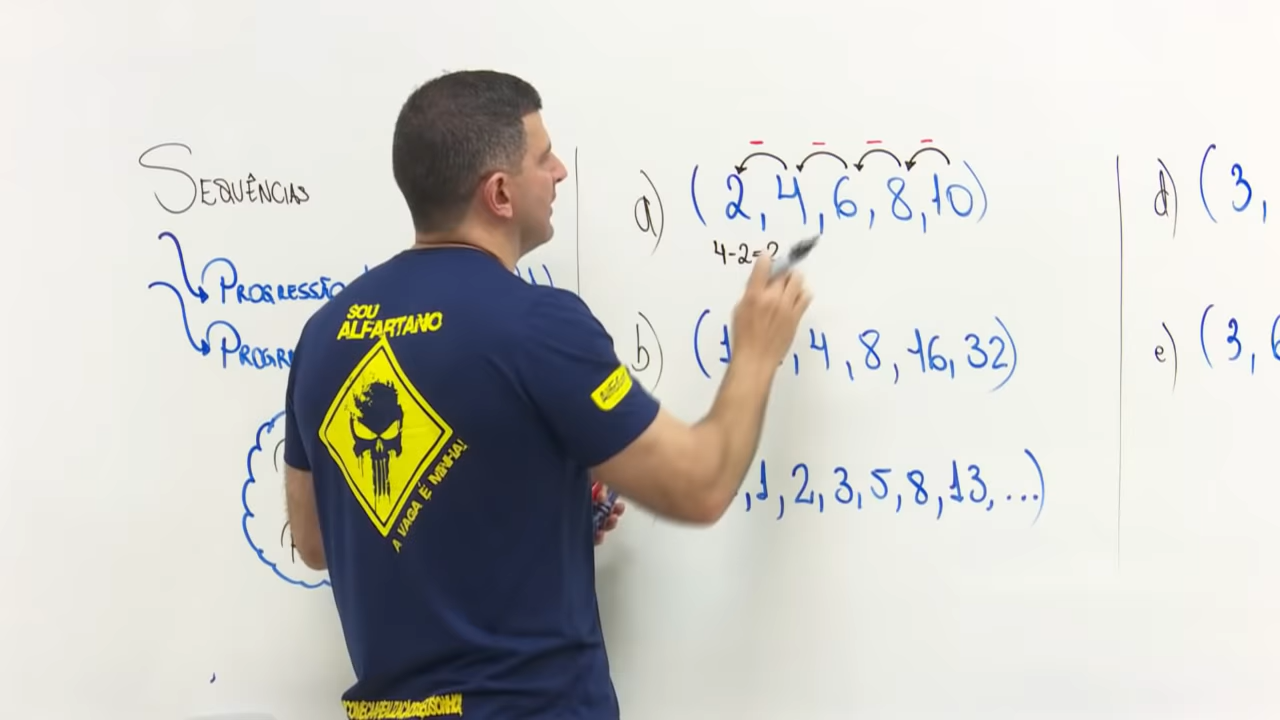 SEQUÊNCIAS
PROGRESSÃO
a) (2, 4, 6, 8, 10)
4-2=2
b) (1, 4, 8, 16, 32)
,1, 2, 3, 5, 8, 13, ...)
d) (3,
e) (3, 6
SOU
ALFARTANO
A VAGA É MINHA!